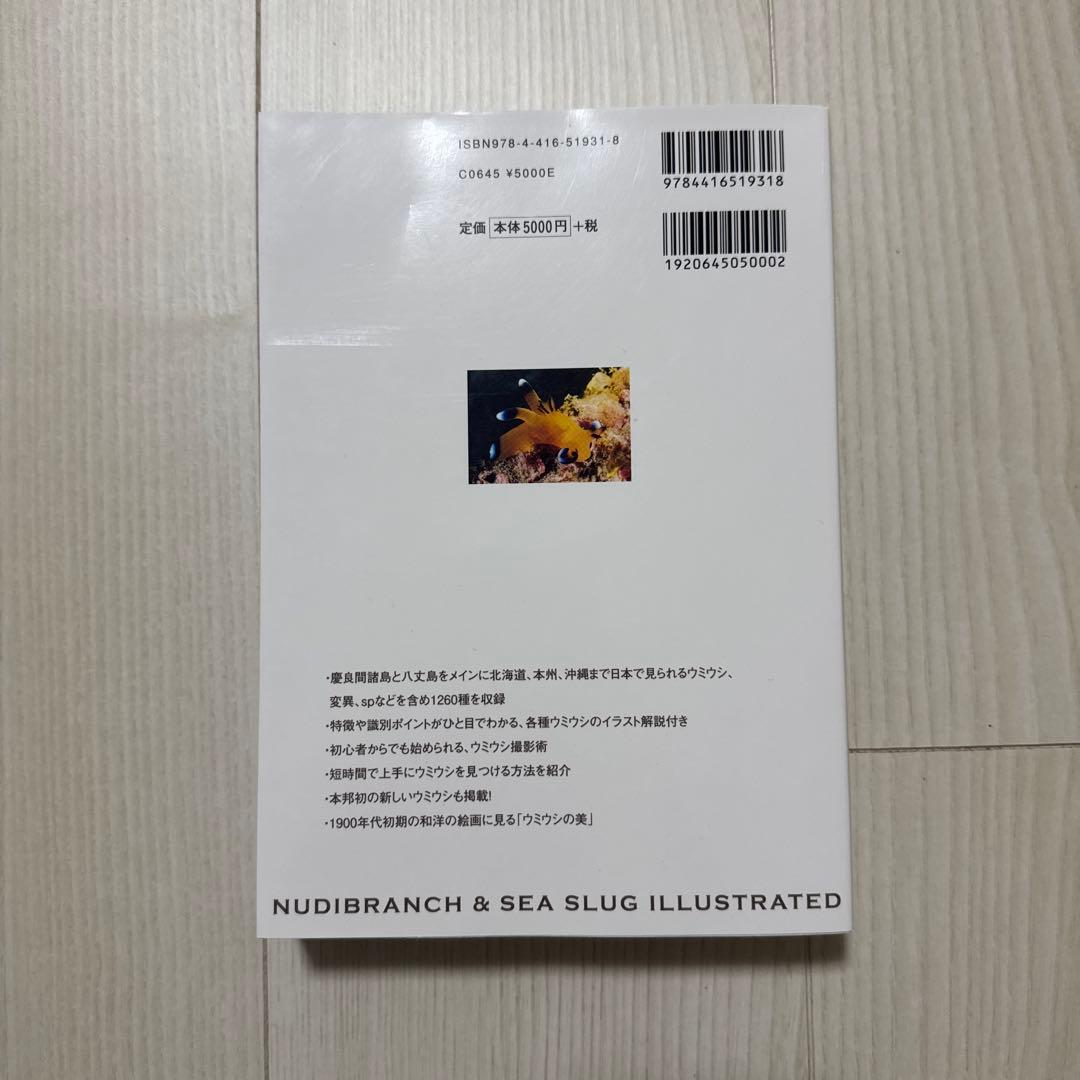 ISBN978-4-416-51931-8
C0645 ¥5000E
9784416519318
定価 本体5000円 +税
1920645050002
・慶良間諸島と八丈島をメインに北海道、本州、沖縄まで日本で見られるウミウシ、
変異、spなどを含め1260種を収録
・特徴や識別ポイントがひと目でわかる、各種ウミウシのイラスト解説付き
・初心者からでも始められる、ウミウシ撮影術
・短時間で上手にウミウシを見つける方法を紹介
・本邦初の新しいウミウシも掲載!
・1900年代初期の和洋の絵画に見る「ウミウシの美」
NUDIBRANCH & SEA SLUG ILLUSTRATED